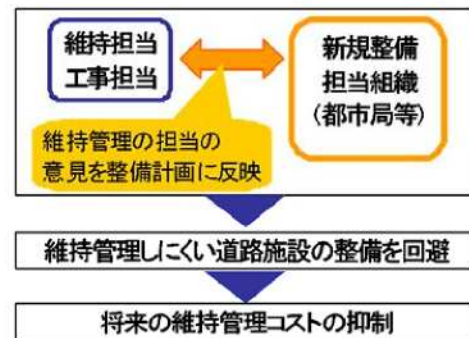 維持担当
工事担当
新規整備
担当組織
(都市局等)
維持管理の担当の
意見を整備計画に反映
維持管理しにくい道路施設の整備を回避
将来の維持管理コストの抑制